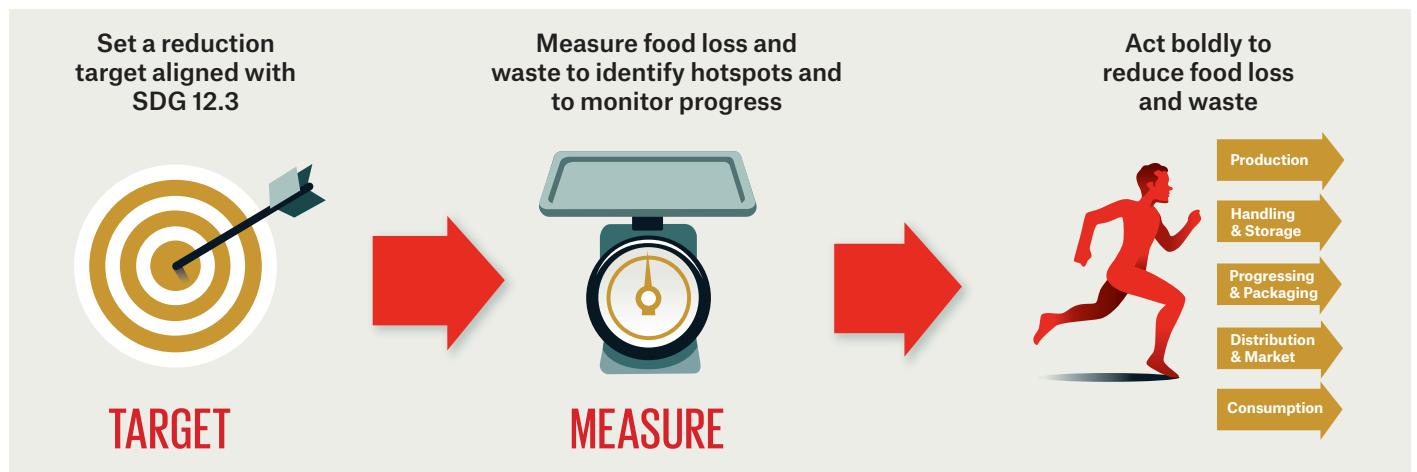 Set a reduction
target aligned with
SDG 12.3
TARGET
Measure food loss and
waste to identify hotspots and
to monitor progress
MEASURE
Act boldly to
reduce food loss
and waste
Production
Handling
& Storage
Progressing
& Packaging
Distribution
& Market
Consumption